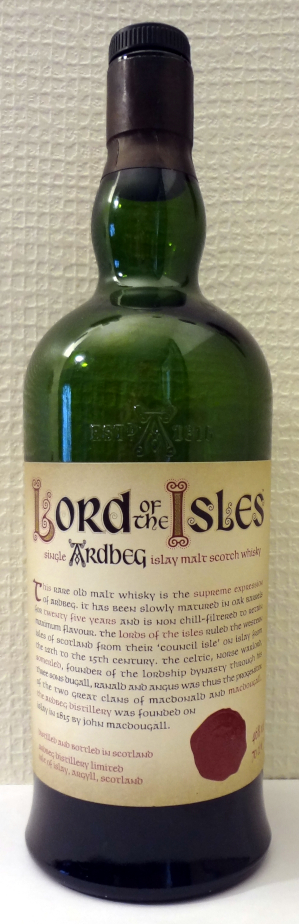 ESTD A 1815
LORD OF the ISLES
single Ardbeg islay malt scotch whisky
This rare old malt whisky is the supreme expression
of ardbeg. it has been slowly matured in oak barrels
for twenty five years and is non chill-filtered to retain
maximum flavour. the lords of the isles ruled the western
isles of scotland from their 'council isle' on islay from
the 12th to the 15th century. the celtic, norse warlord,
somerled, founder of the lordship dynasty through his
three sons dugall, ranald and angus was thus the progenitor
of the two great clans of macdonald and macdougall.
the ardbeg distillery was founded on
islay in 1815 by john macdougall.
distilled and bottled in scotland
ardbeg distillery limited
isle of islay, argyll, scotland